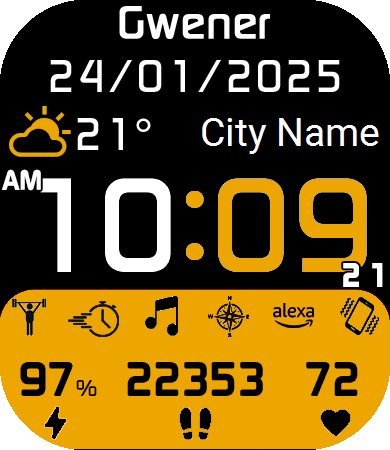 Gwener
24/01/2025
21° City Name
AM
10:09
21
N
W E
S
alexa
97% 22353 72